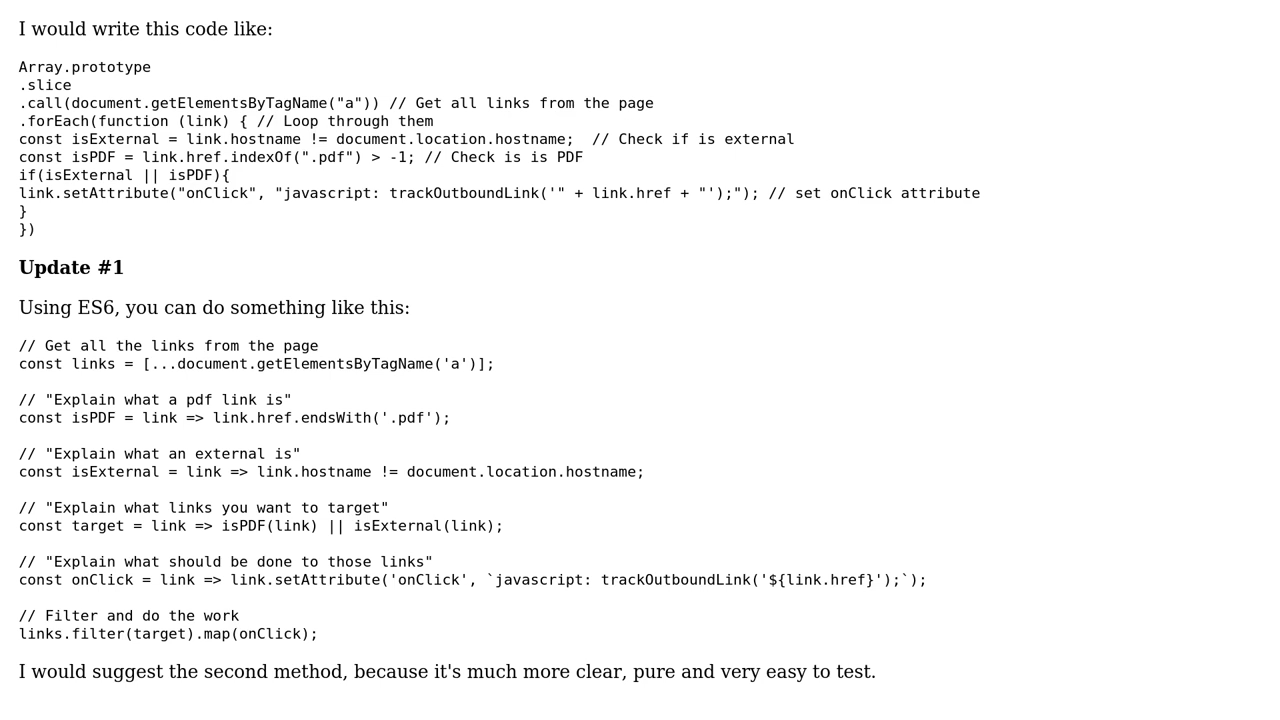 I would write this code like:
Array.prototype
.slice
.call(document.getElementsByTagName("a")) // Get all links from the page
.forEach(function (link) { // Loop through them
const isExternal = link.hostname != document.location.hostname;  // Check if is external
const isPDF = link.href.indexOf(".pdf") > -1; // Check is is PDF
if(isExternal || isPDF){
link.setAttribute("onClick", "javascript: trackOutboundLink('" + link.href + "');"); // set onClick attribute
}
})
Update #1
Using ES6, you can do something like this:
// Get all the links from the page
const links = [...document.getElementsByTagName('a')];
// "Explain what a pdf link is"
const isPDF = link => link.href.endsWith('.pdf');
// "Explain what an external is"
const isExternal = link => link.hostname != document.location.hostname;
// "Explain what links you want to target"
const target = link => isPDF(link) || isExternal(link);
// "Explain what should be done to those links"
const onClick = link => link.setAttribute('onClick', `javascript: trackOutboundLink('${link.href}');`);
// Filter and do the work
links.filter(target).map(onClick);
I would suggest the second method, because it's much more clear, pure and very easy to test.